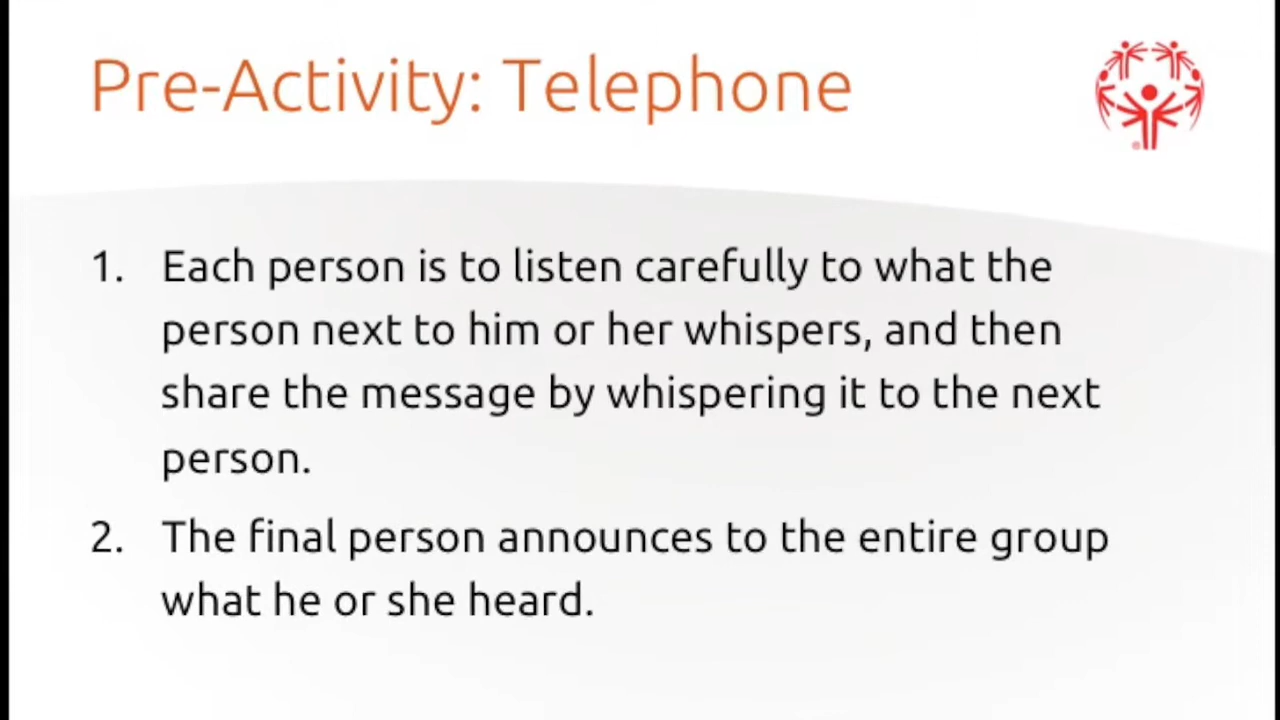 Pre-Activity: Telephone
1. Each person is to listen carefully to what the
person next to him or her whispers, and then
share the message by whispering it to the next
person.
2. The final person announces to the entire group
what he or she heard.